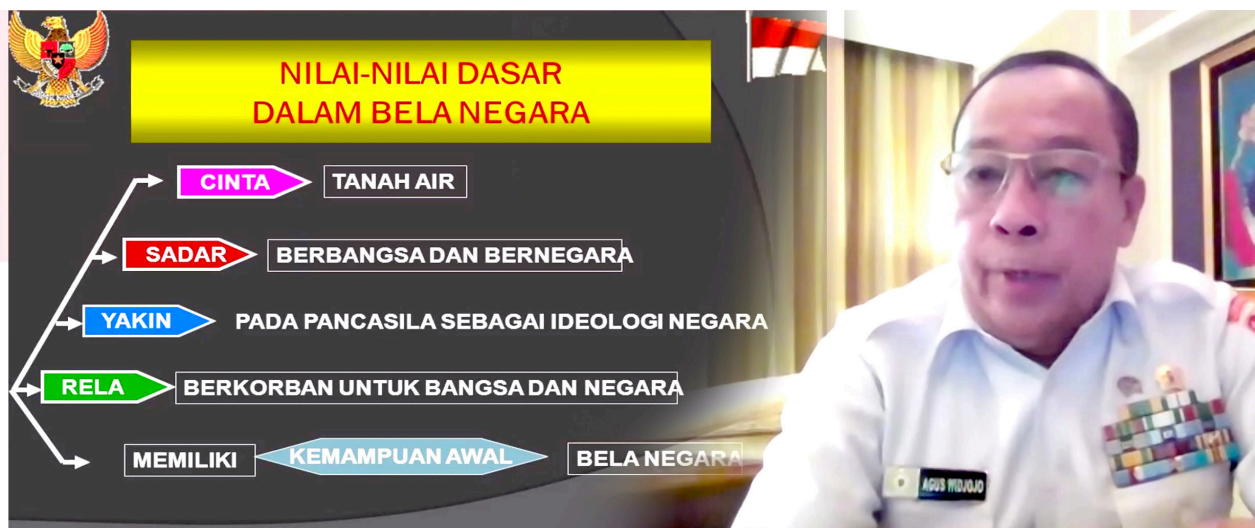 NILAI-NILAI DASAR
DALAM BELA NEGARA
CINTA TANAH AIR
SADAR BERBANGSA DAN BERNEGARA
YAKIN PADA PANCASILA SEBAGAI IDEOLOGI NEGARA
RELA BERKORBAN UNTUK BANGSA DAN NEGARA
MEMILIKI KEMAMPUAN AWAL BELA NEGARA
AGUS WIDJOJO